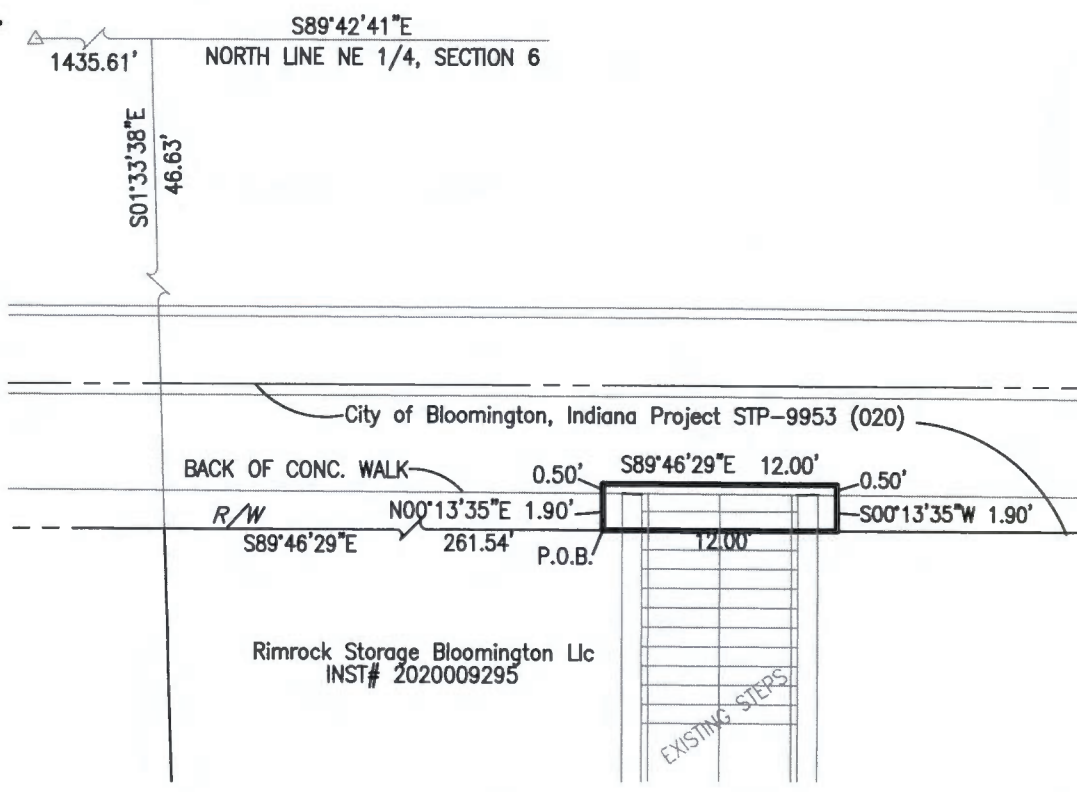 S89°42'41"E
1435.61'
NORTH LINE NE 1/4, SECTION 6
S01°33'38"E
46.63'
City of Bloomington, Indiana Project STP-9953 (020)
BACK OF CONC. WALK
0.50'
S89°46'29"E 12.00'
0.50'
R/W
N00°13'35"E 1.90'
S00°13'35"W 1.90'
S89°46'29"E
261.54'
P.O.B.
12.00'
Rimrock Storage Bloomington Llc
INST# 2020009295
EXISTING STEPS